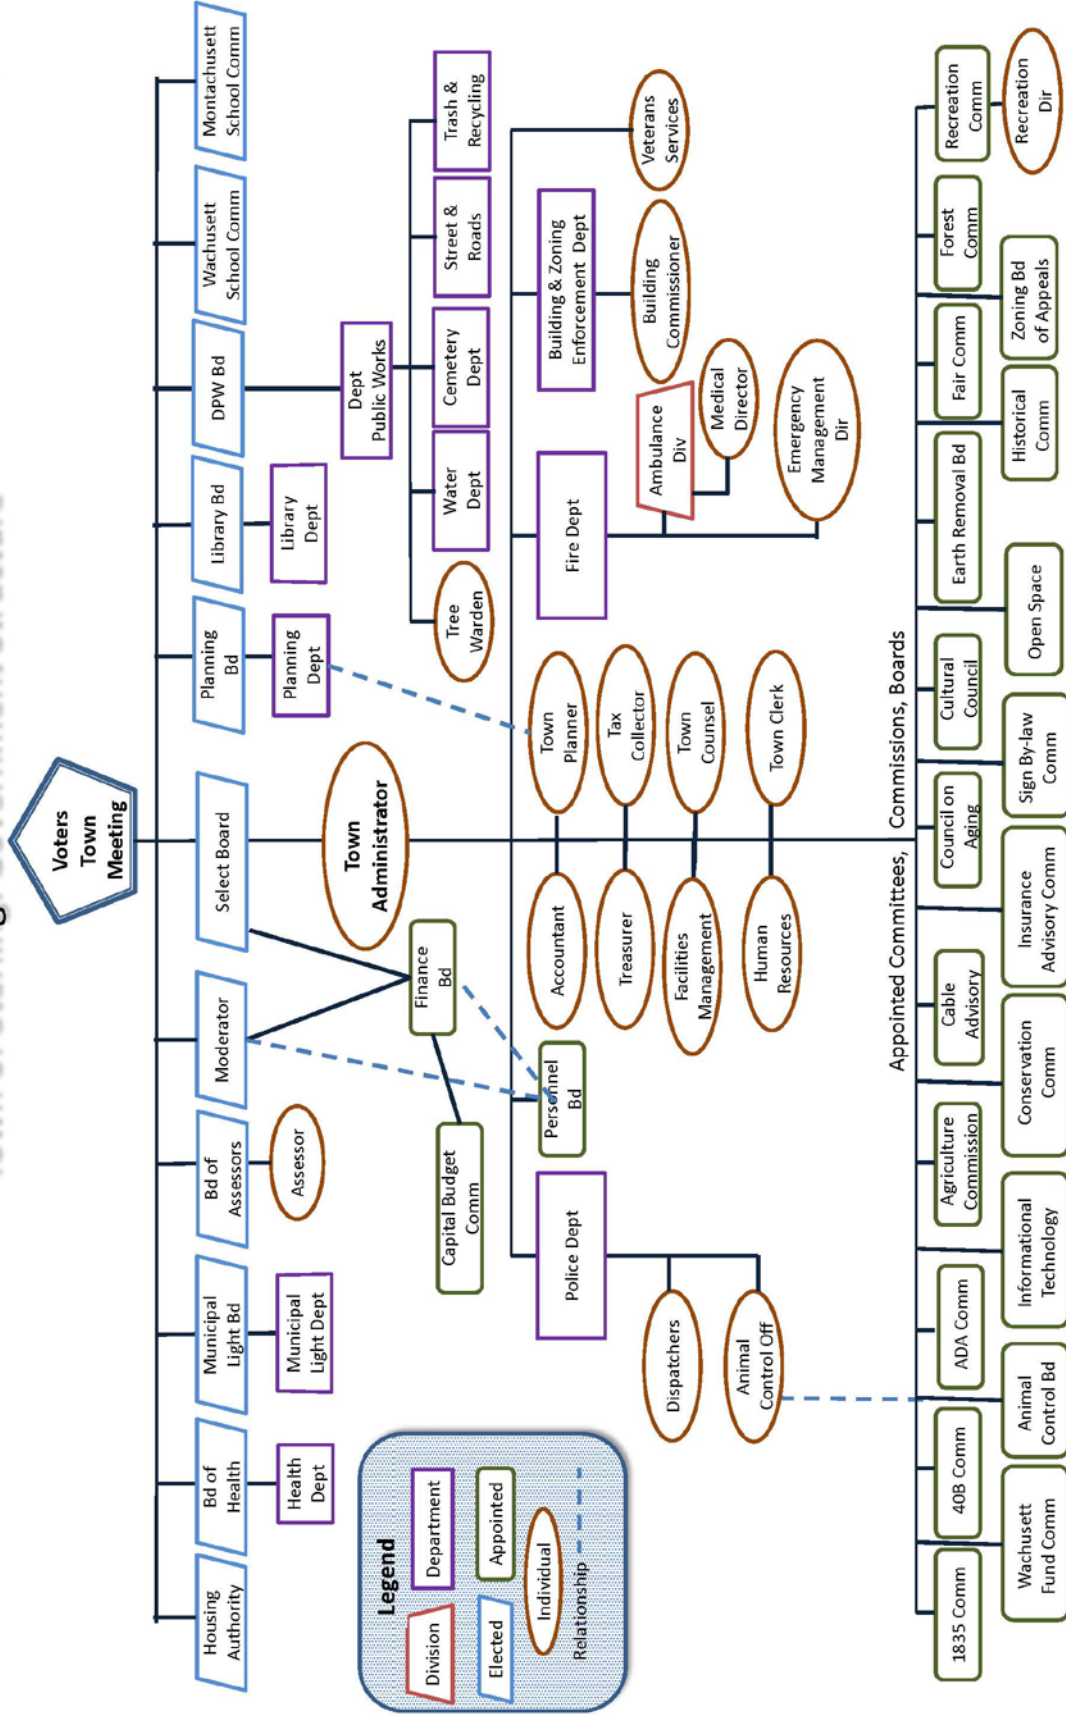 Voters
Town
Meeting
Housing
Authority
Bd of
Health
Municipal
Light Bd
Bd of
Assessors
Moderator
Select Board
Planning
Bd
Library Bd
DPW Bd
Wachusett
School Comm
Montachusett
School Comm
Health
Dept
Municipal
Light Dept
Assessor
Planning
Dept
Library
Dept
Town
Administrator
Dept
Public Works
Finance
Bd
Capital Budget
Comm
Tree
Warden
Water
Dept
Cemetery
Dept
Street &
Roads
Trash &
Recycling
Legend
Division
Department
Elected
Appointed
Individual
Relationship
Police Dept
Personnel
Bd
Accountant
Town
Planner
Fire Dept
Building & Zoning
Enforcement Dept
Treasurer
Tax
Collector
Dispatchers
Facilities
Management
Town
Counsel
Ambulance
Div
Building
Commissioner
Veterans
Services
Animal
Control Off
Human
Resources
Town Clerk
Medical
Director
Emergency
Management
Dir
Appointed Committees, Commissions, Boards
1835 Comm
40B Comm
ADA Comm
Agriculture
Commission
Cable
Advisory
Council on
Aging
Cultural
Council
Earth Removal Bd
Fair Comm
Forest
Comm
Recreation
Comm
Wachusett
Fund Comm
Animal
Control Bd
Informational
Technology
Conservation
Comm
Insurance
Advisory Comm
Sign By-law
Comm
Open Space
Historical
Comm
Zoning Bd
of Appeals
Recreation
Dir